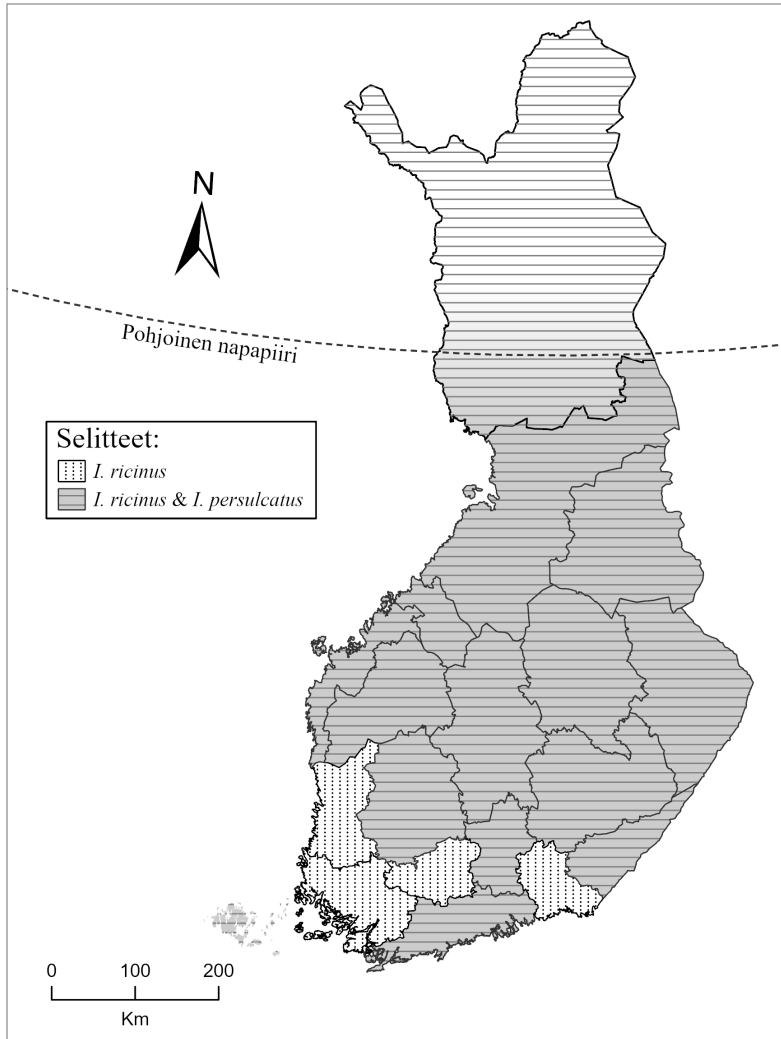 N
Pohjoinen napapiiri
Selitteet:
I. ricinus
I. ricinus & I. persulcatus
0 100 200
Km